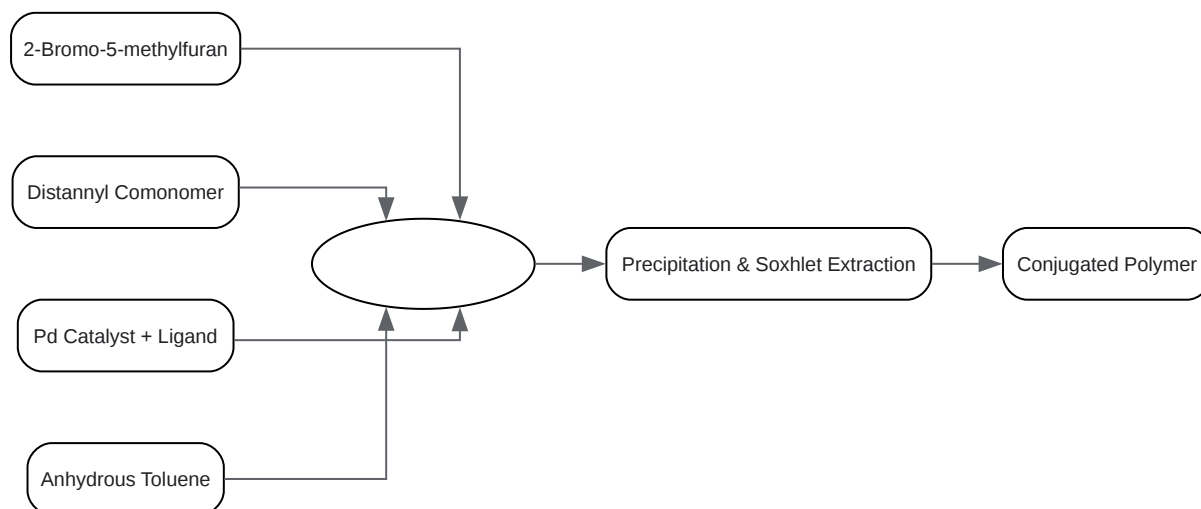 2-Bromo-5-methylfuran
Distannyl Comonomer
Pd Catalyst + Ligand
Anhydrous Toluene
Precipitation & Soxhlet Extraction
Conjugated Polymer